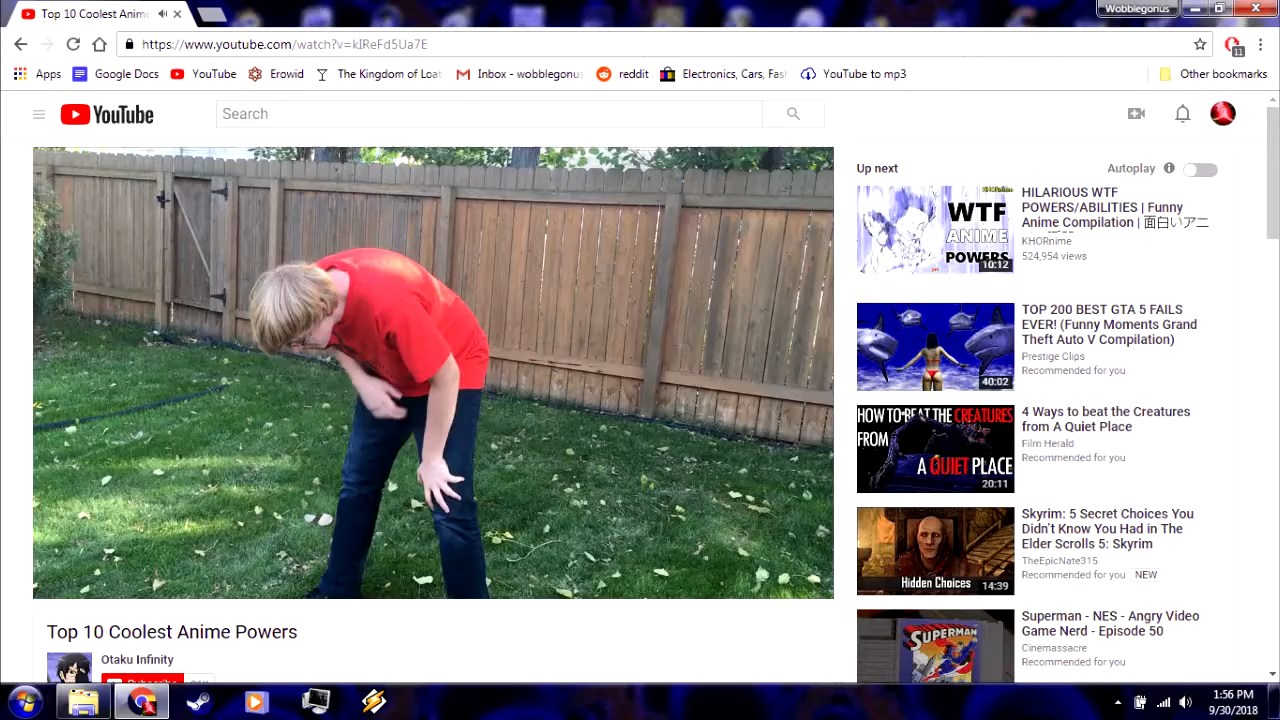 Top 10 Coolest Anim
Wobblegonus
https://www.youtube.com/watch?v=kIReFd5Ua7E
11
Apps
Google Docs
YouTube
Erowid
The Kingdom of Loat
Inbox - wobblegonus
reddit
Electronics, Cars, Fash
YouTube to mp3
Other bookmarks
YouTube
Search
Up next
Autoplay
KHORnime
WTF
ANIME
POWERS
10:12
HILARIOUS WTF
POWERS/ABILITIES | Funny
Anime Compilation | 面白いアニ
KHORnime
524,954 views
40:02
TOP 200 BEST GTA 5 FAILS
EVER! (Funny Moments Grand
Theft Auto V Compilation)
Prestige Clips
Recommended for you
HOW TO BEAT THE CREATURES
FROM
A QUIET PLACE
20:11
4 Ways to beat the Creatures
from A Quiet Place
Film Herald
Recommended for you
Hidden Choices
14:39
Skyrim: 5 Secret Choices You
Didn't Know You Had in The
Elder Scrolls 5: Skyrim
TheEpicNate315
Recommended for you NEW
SUPERMAN
Superman - NES - Angry Video
Game Nerd - Episode 50
Cinemassacre
Recommended for you
Top 10 Coolest Anime Powers
Otaku Infinity
Subscribe
1:56 PM
9/30/2018